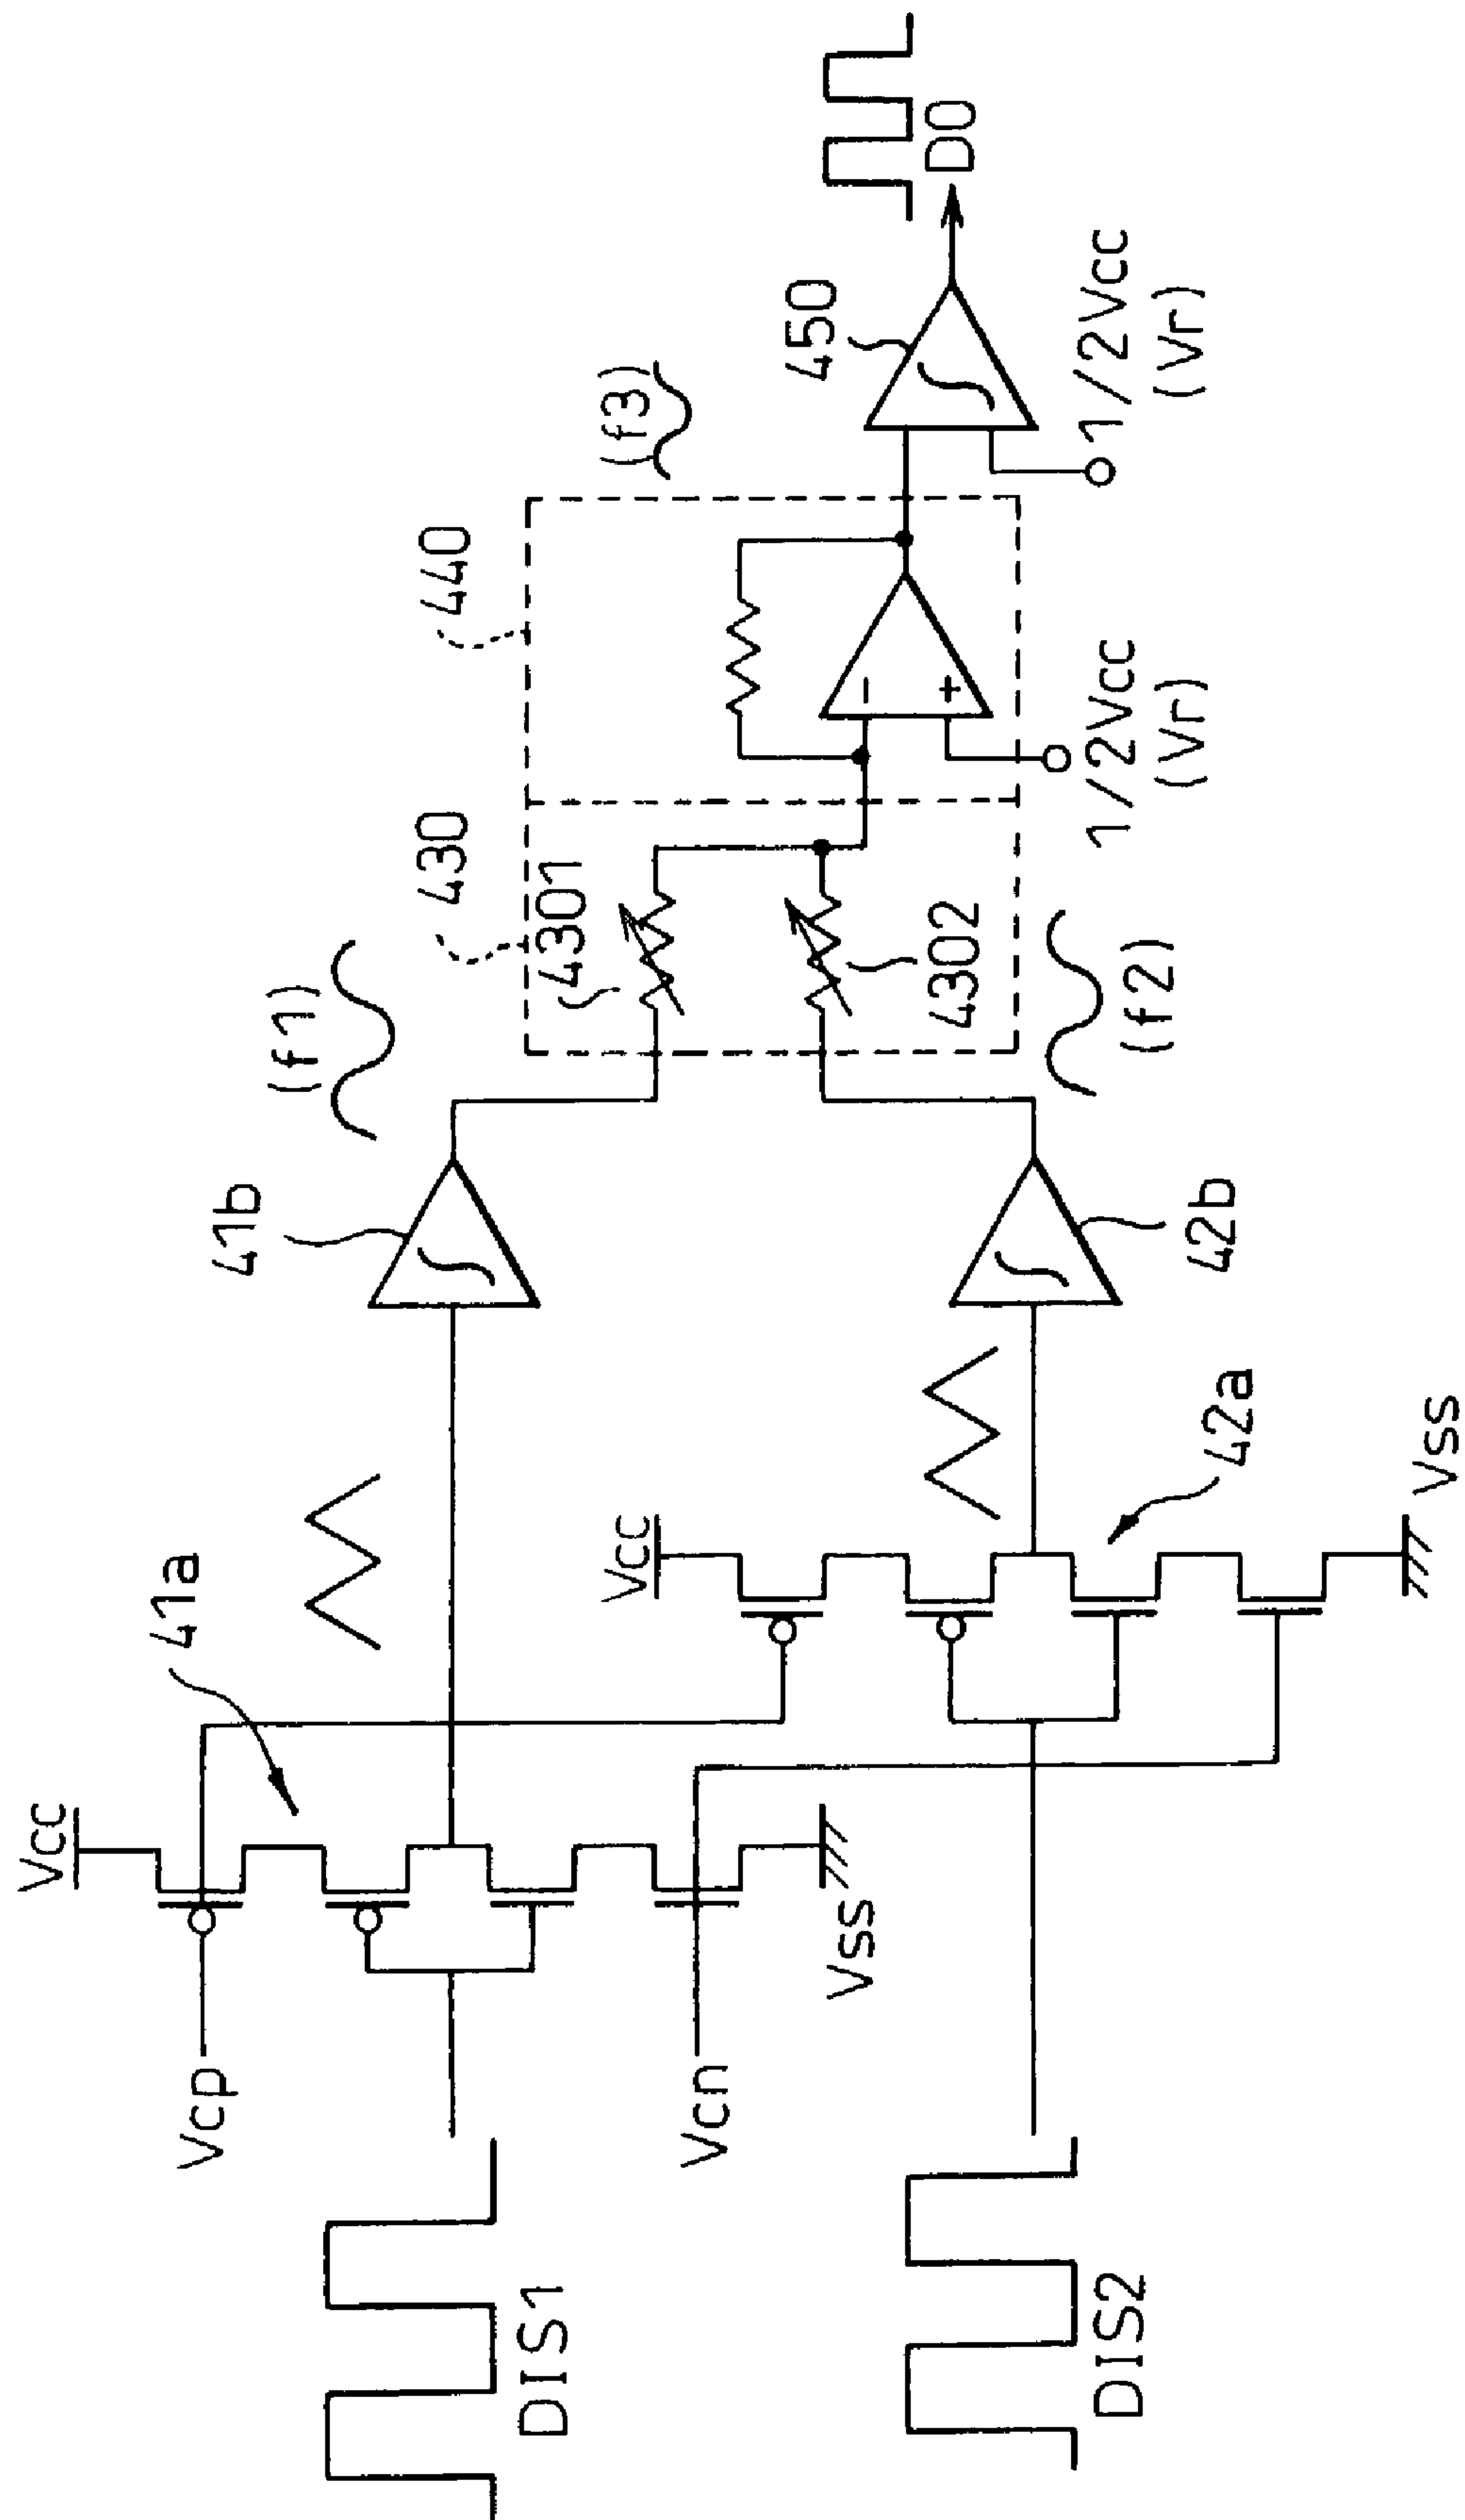 Vcc
41a
41b
(f1)
430
440
(f3)
450
DO
Vcp
4301
Vcc
DIS1
Vcn
Vss
4302
1/2Vcc
(Vr)
1//2Vcc
(Vr)
42a
42b
(f2)
DIS2
Vss